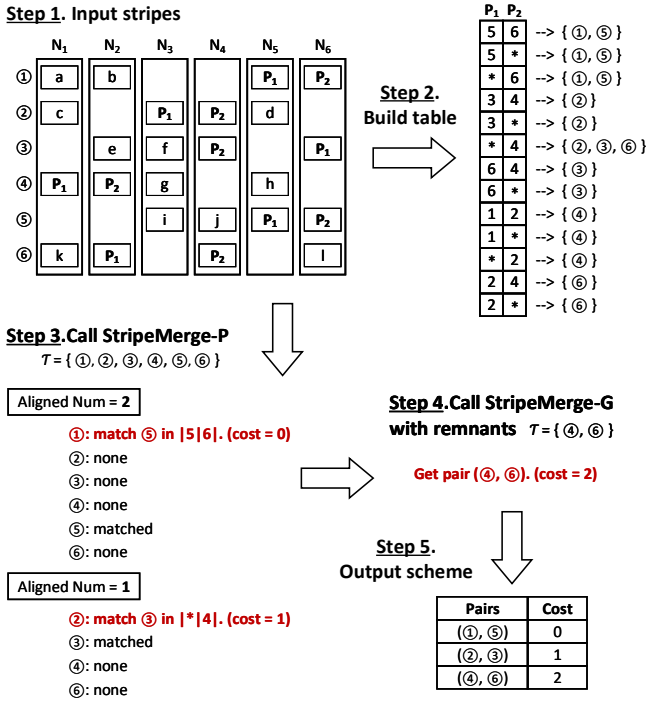 Step 1. Input stripes
N₁ N₂ N₃ N₄ N₅ N₆
① a b P₁ P₂
② c P₁ P₂ d
③ e f P₂ P₁
④ P₁ P₂ g h
⑤ i j P₁ P₂
⑥ k P₁ P₂ l
Step 2.
Build table
P₁ P₂
5 6 --> { ①, ⑤ }
5 * --> { ①, ⑤ }
* 6 --> { ①, ⑤ }
3 4 --> { ② }
3 * --> { ② }
* 4 --> { ②, ③, ⑥ }
6 4 --> { ③ }
6 * --> { ③ }
1 2 --> { ④ }
1 * --> { ④ }
* 2 --> { ④ }
2 4 --> { ⑥ }
2 * --> { ⑥ }
Step 3.Call StripeMerge-P
𝒯 = { ①, ②, ③, ④, ⑤, ⑥ }
Aligned Num = 2
①: match ⑤ in |5|6|. (cost = 0)
②: none
③: none
④: none
⑤: matched
⑥: none
Aligned Num = 1
②: match ③ in |*|4|. (cost = 1)
③: matched
④: none
⑥: none
Step 4.Call StripeMerge-G
with remnants 𝒯 = { ④, ⑥ }
Get pair (④, ⑥). (cost = 2)
Step 5.
Output scheme
Pairs Cost
(①, ⑤) 0
(②, ③) 1
(④, ⑥) 2